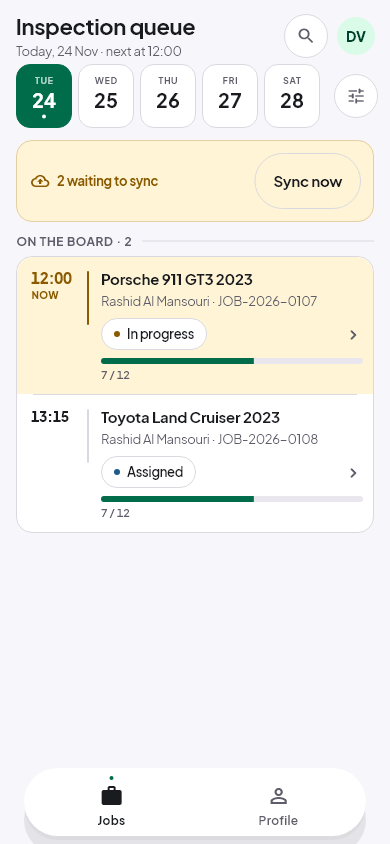 Inspection queue
Today, 24 Nov · next at 12:00
DV
TUE
24
WED
25
THU
26
FRI
27
SAT
28
2 waiting to sync
Sync now
ON THE BOARD · 2
12:00
NOW
Porsche 911 GT3 2023
Rashid Al Mansouri · JOB-2026-0107
In progress
7 / 12
13:15
Toyota Land Cruiser 2023
Rashid Al Mansouri · JOB-2026-0108
Assigned
7 / 12
Jobs
Profile